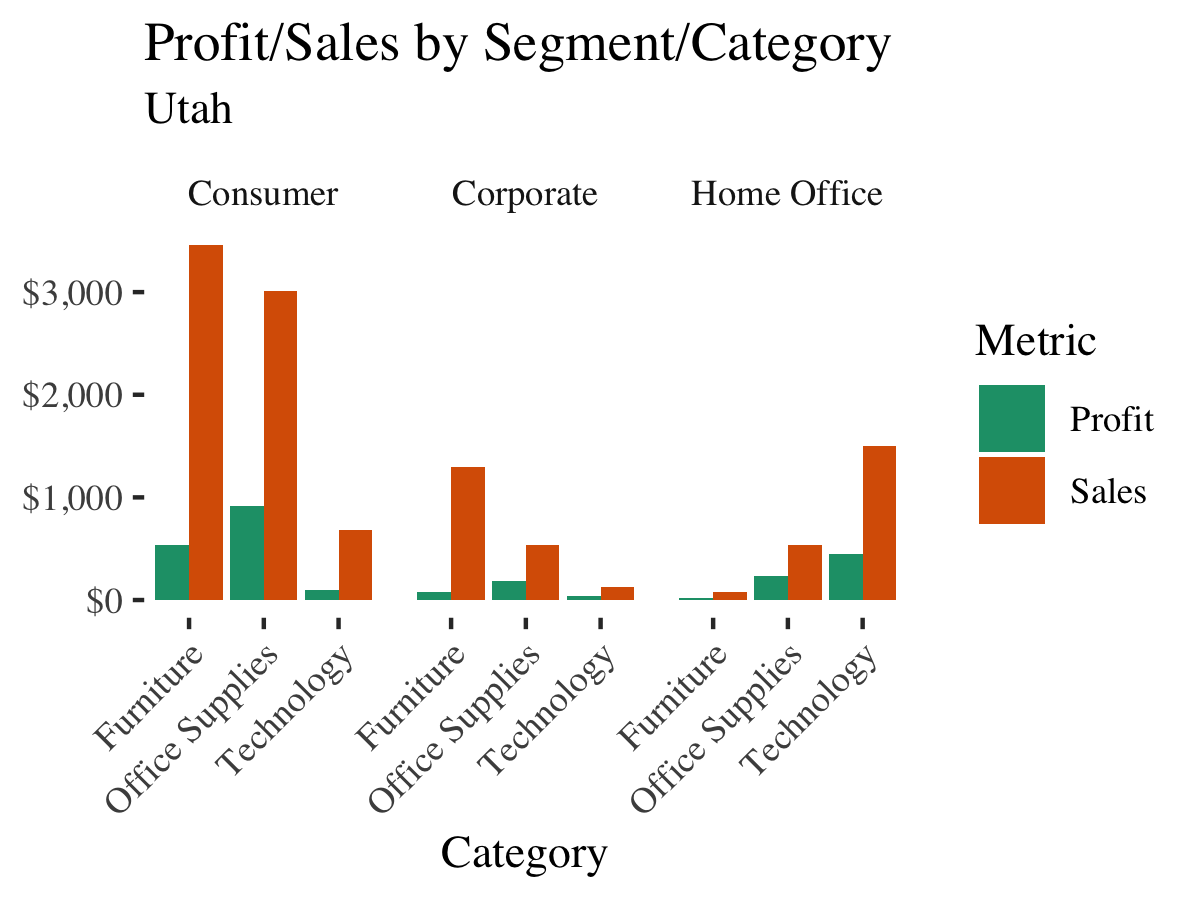 Profit/Sales by Segment/Category
Utah
Consumer Corporate Home Office
$3,000
$2,000
$1,000
$0
Furniture Office Supplies Technology Furniture Office Supplies Technology Furniture Office Supplies Technology
Category
Metric
Profit
Sales